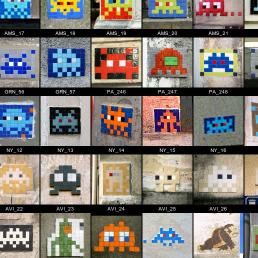 AMS_17 AMS_18 AMS_19 AMS_20 AMS_21
GRN_56 GRN_57 PA_246 PA_247 PA_248
NY_12 NY_13 NY_14 NY_15 NY_16
AVI_22 AVI_23 AVI_24 AVI_25 AVI_26